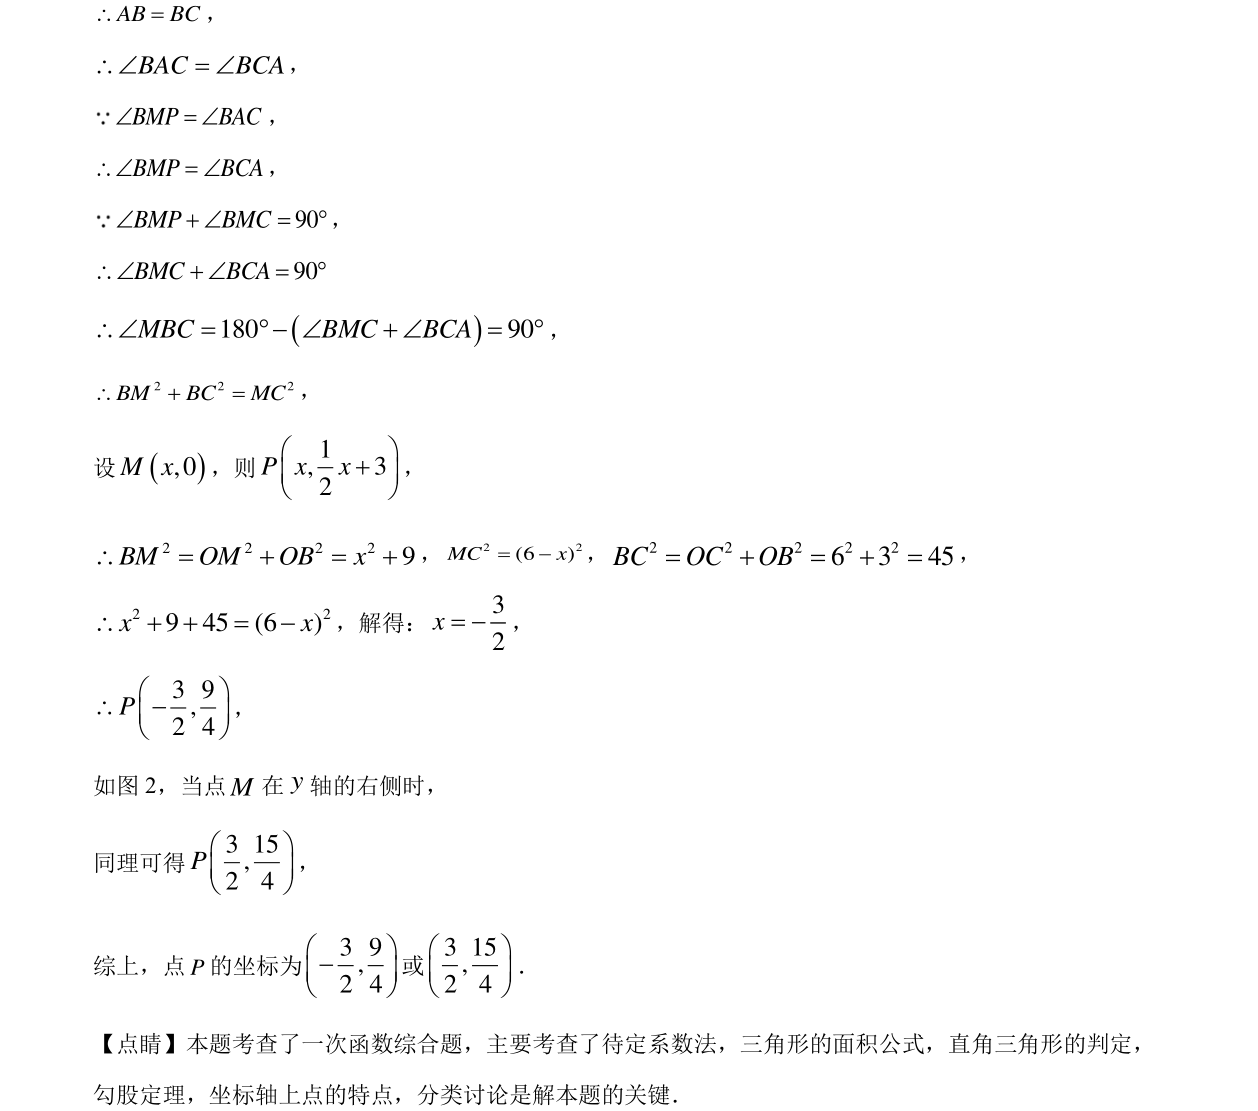 ∴AB=BC，
∴∠BAC=∠BCA，
∵∠BMP=∠BAC，
∴∠BMP=∠BCA，
∵∠BMP+∠BMC=90°，
∴∠BMC+∠BCA=90°
∴∠MBC=180°−(∠BMC+∠BCA)=90°，
∴BM²+BC²=MC²，
设M(x,0)，则P(x,1/2x+3)，
∴BM²=OM²+OB²=x²+9，MC²=(6−x)²，BC²=OC²+OB²=6²+3²=45，
∴x²+9+45=(6−x)²，解得：x=−3/2，
∴P(−3/2,9/4)，
如图2，当点M在y轴的右侧时，
同理可得P(3/2,15/4)，
综上，点P的坐标为(−3/2,9/4)或(3/2,15/4)．
【点睛】本题考查了一次函数综合题，主要考查了待定系数法，三角形的面积公式，直角三角形的判定，
勾股定理，坐标轴上点的特点，分类讨论是解本题的关键．